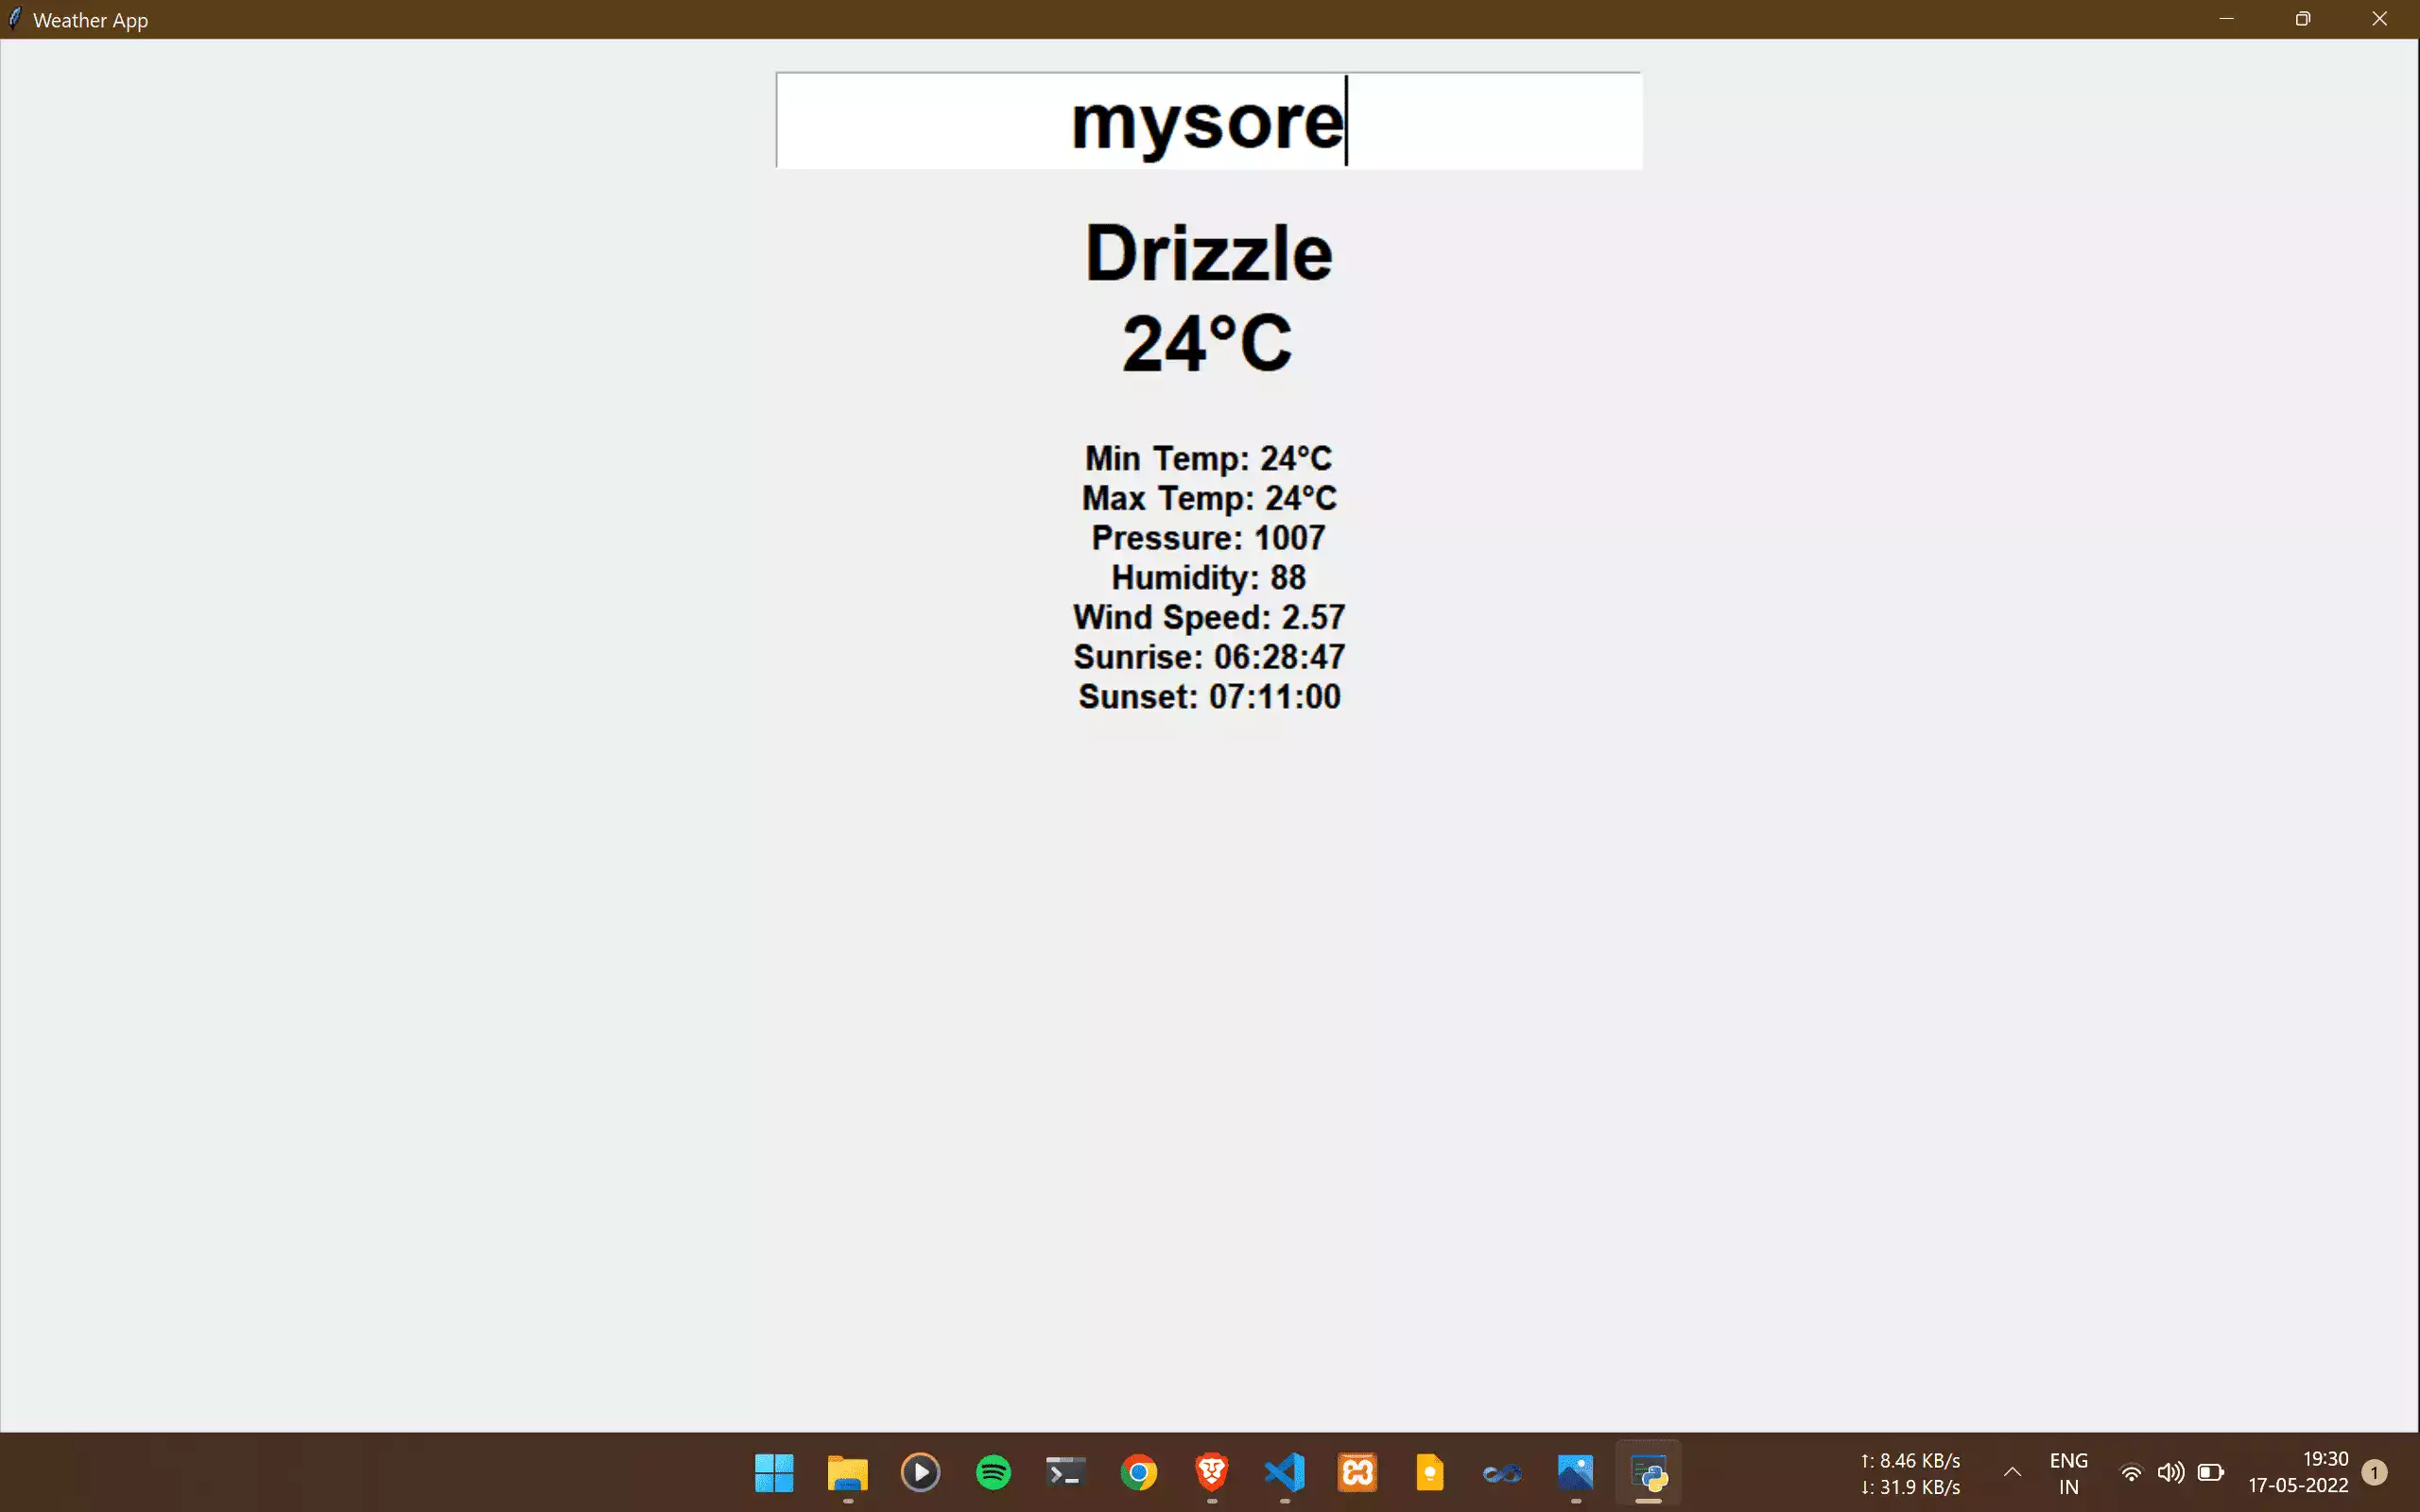 Weather App
mysore
Drizzle
24°C
Min Temp: 24°C
Max Temp: 24°C
Pressure: 1007
Humidity: 88
Wind Speed: 2.57
Sunrise: 06:28:47
Sunset: 07:11:00
↑: 8.46 KB/s
↓: 31.9 KB/s
ENG
IN
19:30
17-05-2022
1